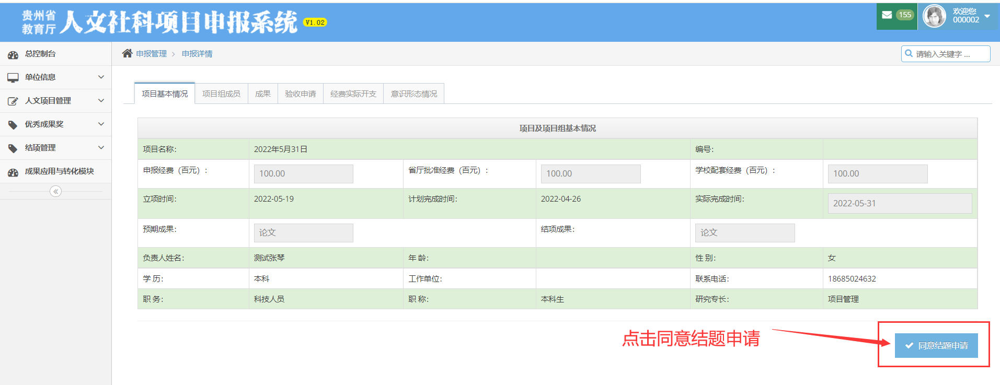 贵州省
教育厅
人文社科项目申报系统 V1.02
155
欢迎您
000002
总控制台
单位信息
人文项目管理
优秀成果奖
结项管理
成果应用与转化模块
申报管理 > 申报详情
请输入关键字 ...
项目基本情况 项目组成员 成果 验收申请 经费实际开支 意识形态情况
项目及项目组基本情况
项目名称: 2022年5月31日 编号:
申报经费（百元）: 100.00 省厅批准经费（百元）: 100.00 学校配套经费（百元）: 100.00
立项时间: 2022-05-19 计划完成时间: 2022-04-26 实际完成时间: 2022-05-31
预期成果: 论文 结项成果: 论文
负责人姓名: 测试张琴 年 龄: 性 别: 女
学 历: 本科 工作单位: 联系电话: 18685024632
职 务: 科技人员 职 称: 本科生 研究专长: 项目管理
点击同意结题申请
同意结题申请